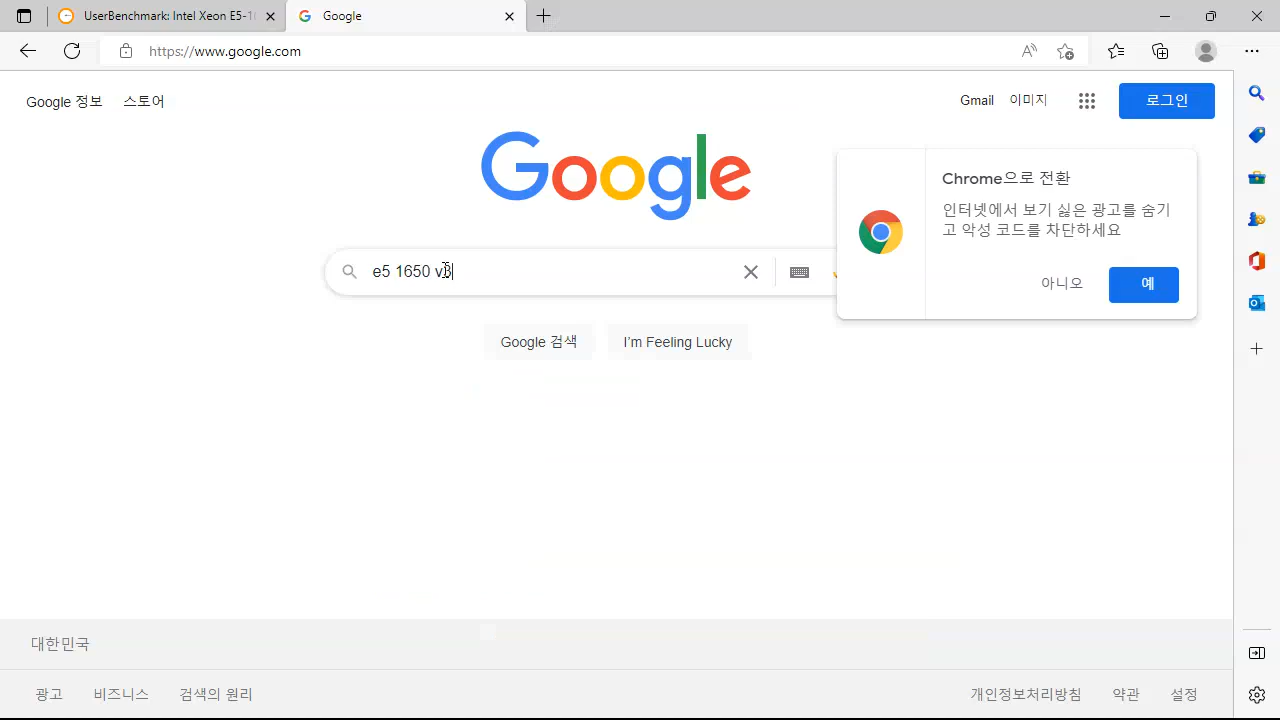 UserBenchmark: Intel Xeon E5-1
Google
https://www.google.com
Google 정보 스토어
Gmail 이미지 로그인
Google
Chrome으로 전환
인터넷에서 보기 싫은 광고를 숨기
고 악성 코드를 차단하세요
아니오 예
e5 1650 v3
Google 검색 I'm Feeling Lucky
대한민국
광고 비즈니스 검색의 원리 개인정보처리방침 약관 설정